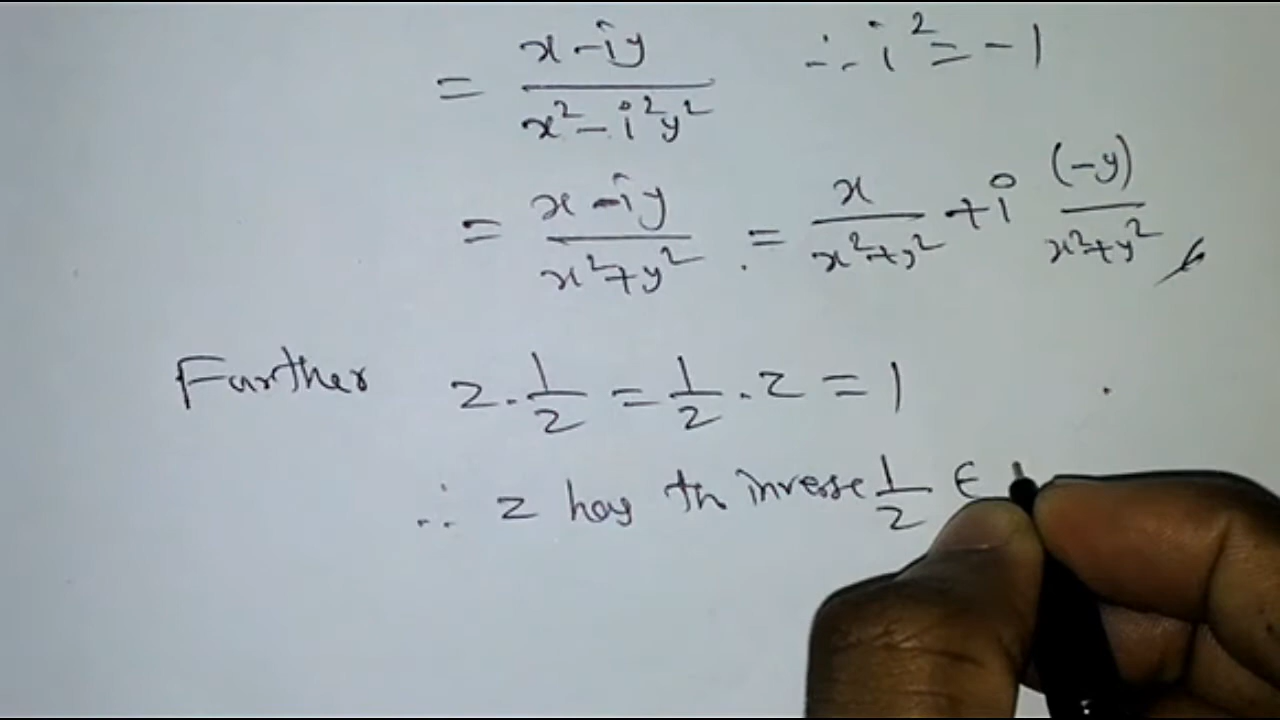 = (x - iy) / (x² - i²y²) ∴ i² = -1
= (x - iy) / (x² + y²) = x / (x² + y²) + i (-y) / (x² + y²)
Further z · 1/z = 1/z · z = 1
∴ z has th inverse 1/z ∈